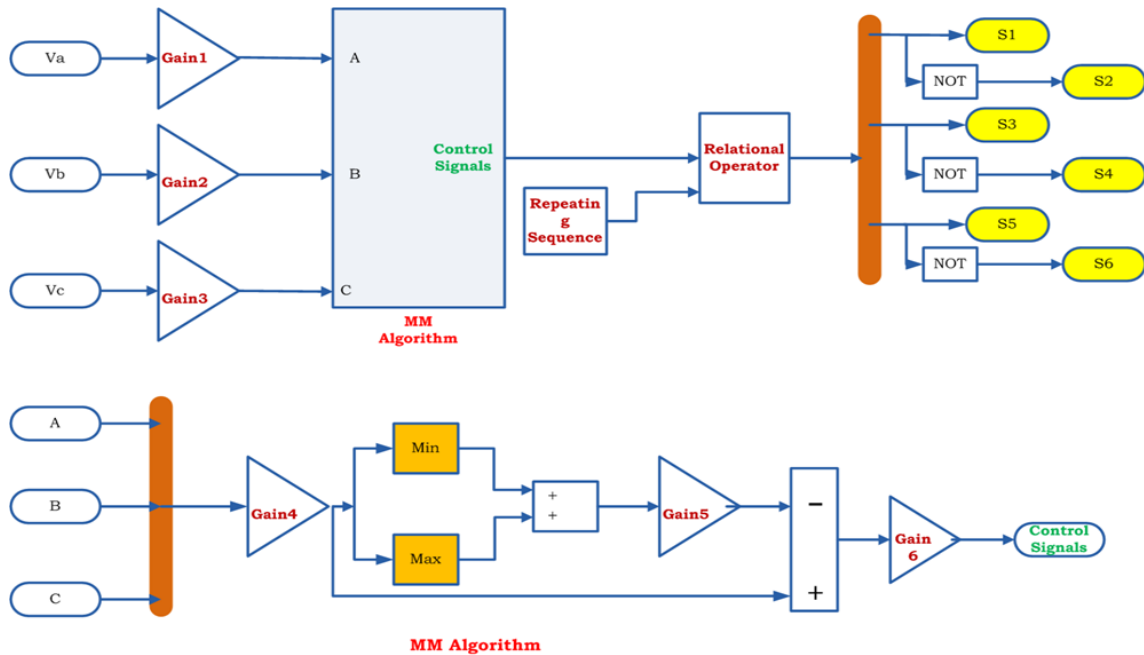 Va
Gain1
A
S1
NOT
S2
Vb
Gain2
B
Control
Signals
Relational
Operator
S3
NOT
S4
Repeatin
g
Sequence
Vc
Gain3
C
S5
NOT
S6
MM
Algorithm
A
B
C
Gain4
Min
Max
+
+
Gain5
−
+
Gain
6
Control
Signals
MM Algorithm